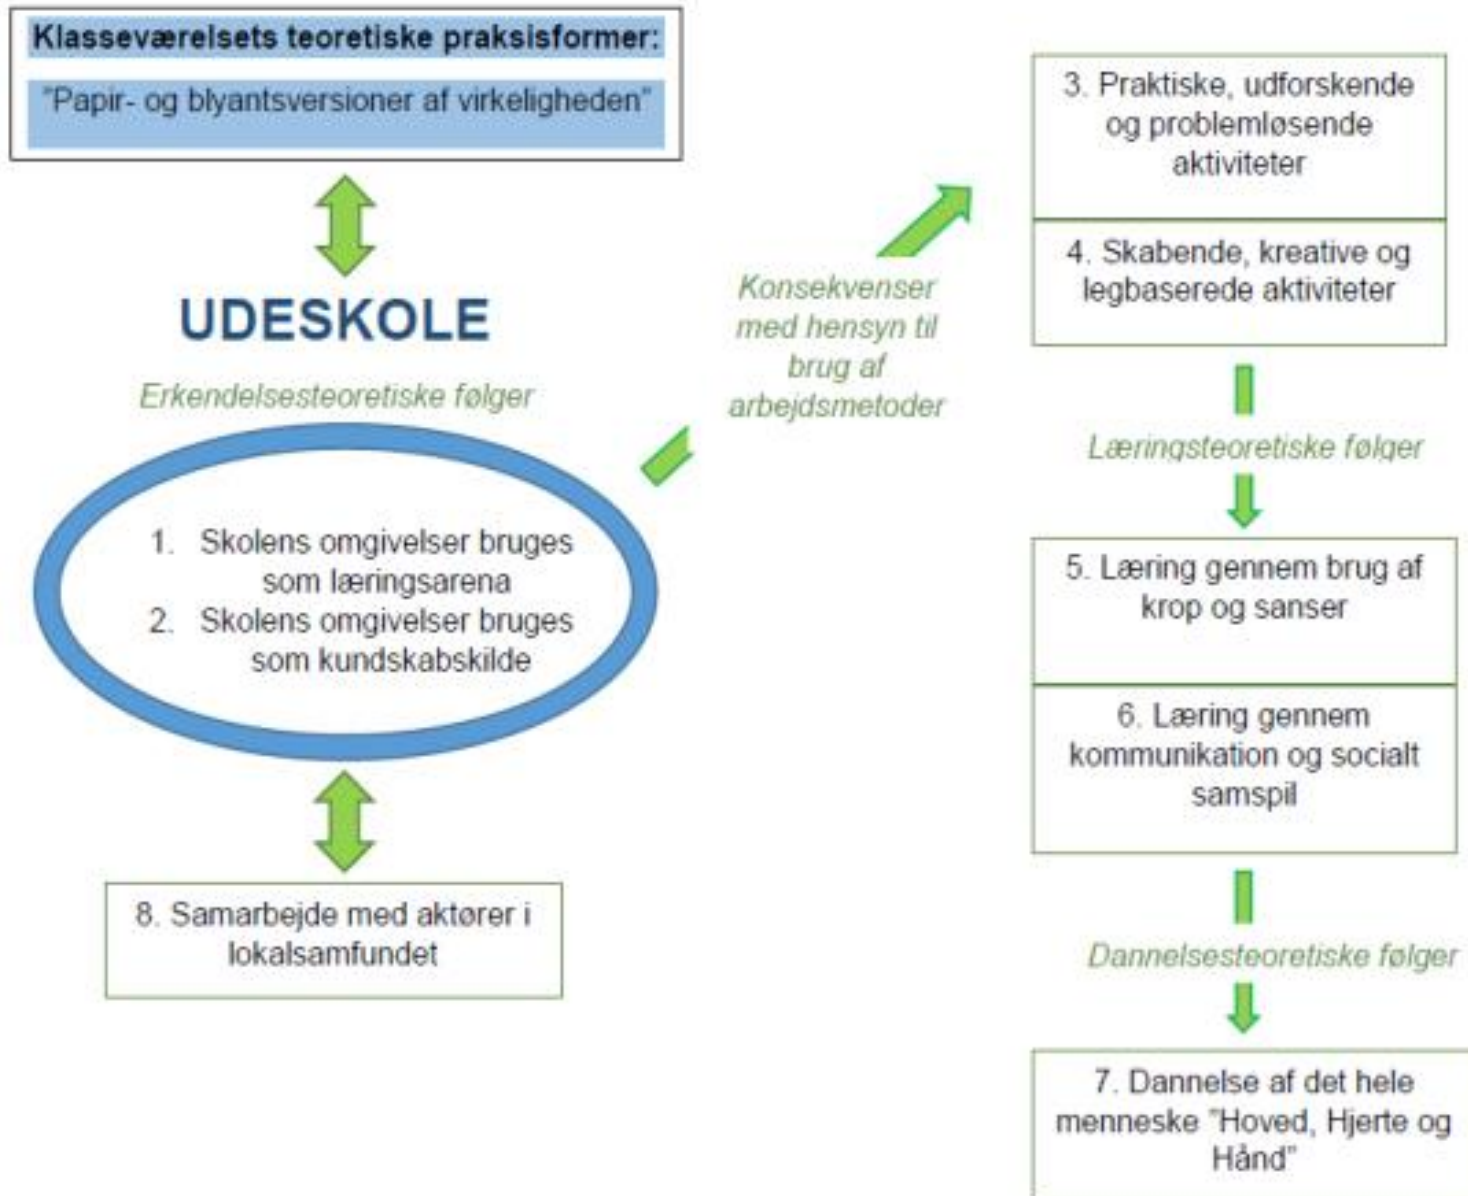 Klasseværelsets teoretiske praksisformer:
"Papir- og blyantsversioner af virkeligheden"
UDESKOLE
Erkendelsesteoretiske følger
1. Skolens omgivelser bruges
som læringsarena
2. Skolens omgivelser bruges
som kundskabskilde
8. Samarbejde med aktører i
lokalsamfundet
Konsekvenser
med hensyn til
brug af
arbejdsmetoder
3. Praktiske, udforskende
og problemløsende
aktiviteter
4. Skabende, kreative og
legbaserede aktiviteter
Læringsteoretiske følger
5. Læring gennem brug af
krop og sanser
6. Læring gennem
kommunikation og socialt
samspil
Dannelsesteoretiske følger
7. Dannelse af det hele
menneske "Hoved, Hjerte og
Hånd"